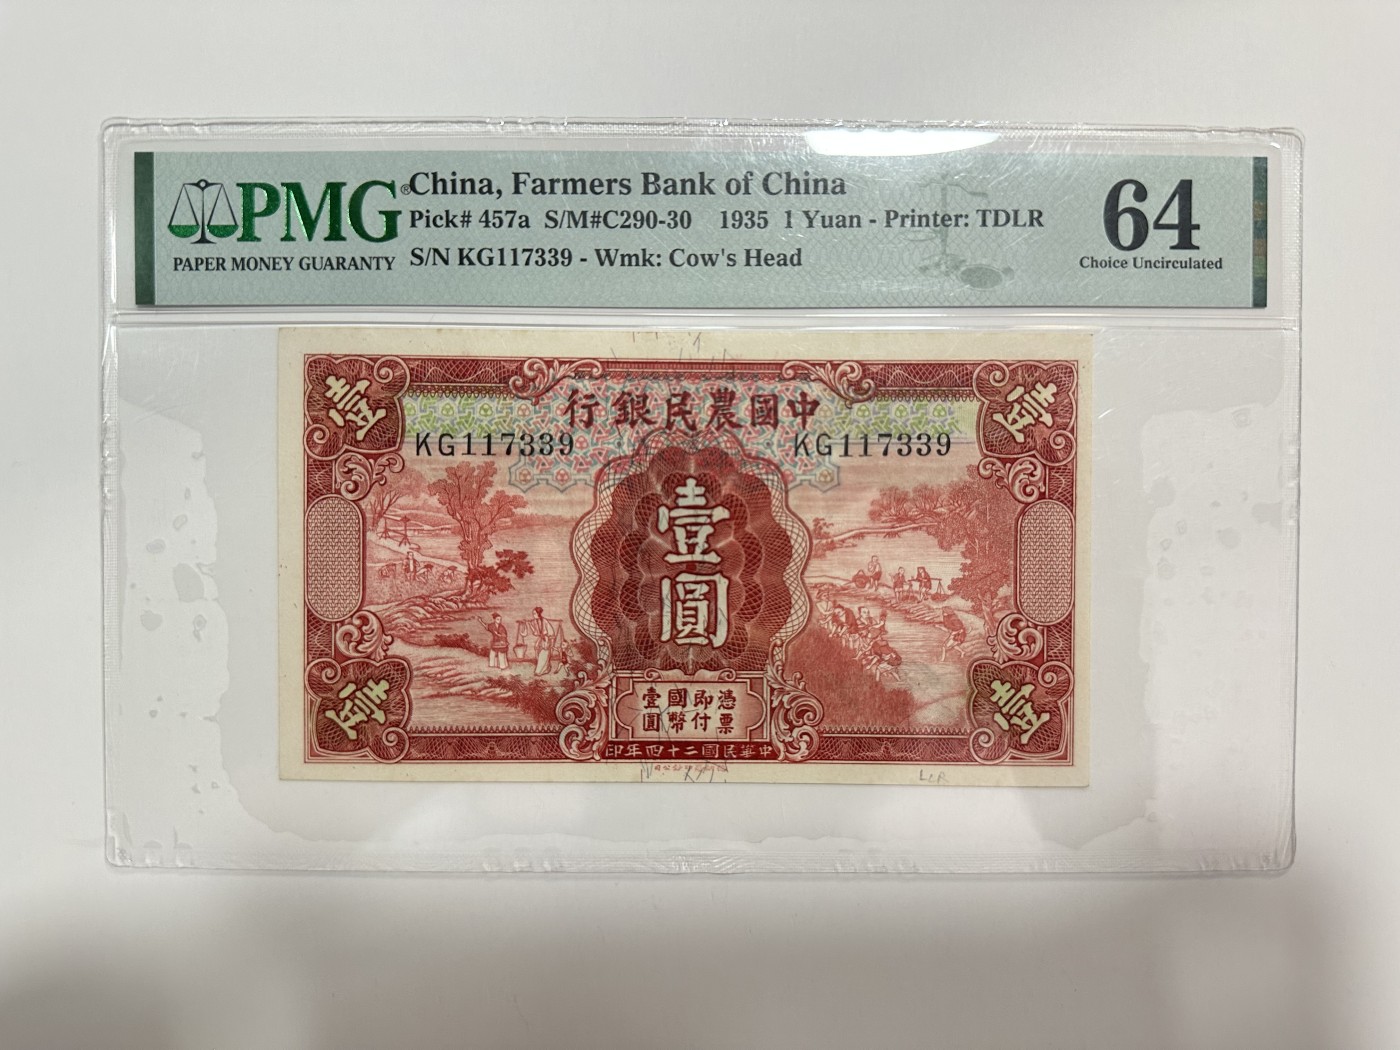 PMG®
PAPER MONEY GUARANTY
China, Farmers Bank of China
Pick# 457a S/M#C290-30 1935 1 Yuan - Printer: TDLR
S/N KG117339 - Wmk: Cow's Head
64
Choice Uncirculated
壹 壹
行銀民農國中
KG117339 KG117339
壹圓
憑票
即付
國幣
壹圓
壹 壹
印年四十二國民華中
LLR